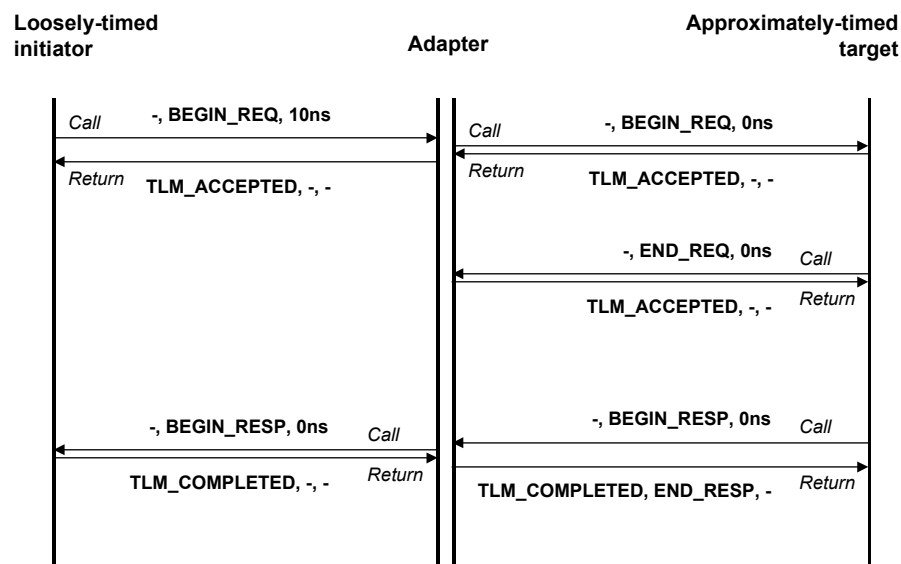 Loosely-timed
initiator
Adapter
Approximately-timed
target
Call
-, BEGIN_REQ, 10ns
Call
-, BEGIN_REQ, 0ns
Return
TLM_ACCEPTED, -, -
Return
TLM_ACCEPTED, -, -
-, END_REQ, 0ns
Call
TLM_ACCEPTED, -, -
Return
-, BEGIN_RESP, 0ns
Call
-, BEGIN_RESP, 0ns
Call
TLM_COMPLETED, -, -
Return
TLM_COMPLETED, END_RESP, -
Return